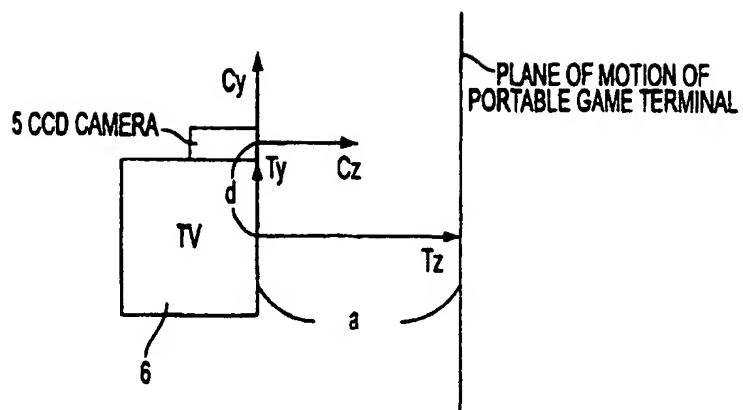 Cy
PLANE OF MOTION OF
PORTABLE GAME TERMINAL
5 CCD CAMERA
Ty
Cz
d
TV
Tz
a
6